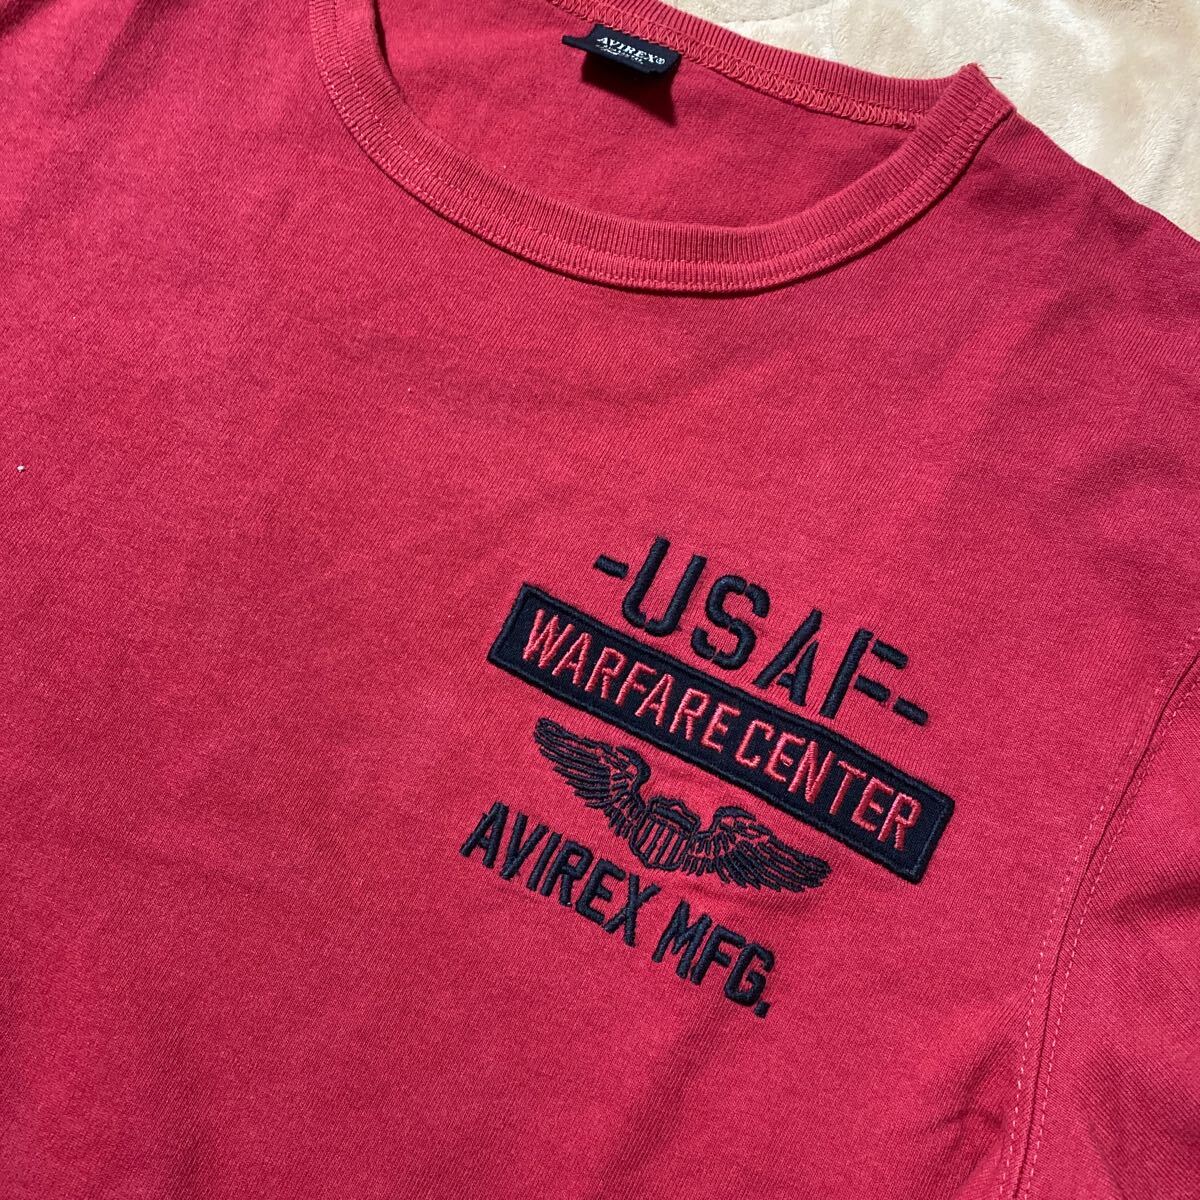 AVIREX®
-USAF-
WARFARE CENTER
AVIREX MFG.